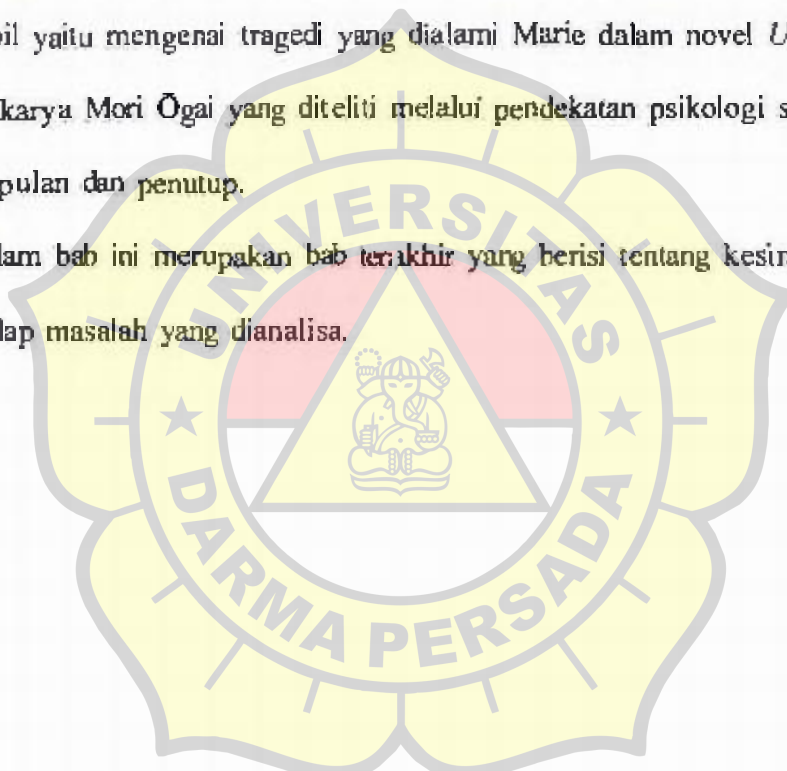 bil yaitu mengenai tragedi yang dialami Marie dalam novel U
karya Mori Ōgai yang diteliti melalui pendekatan psikologi s
pulan dan penutup.
lam bab ini merupakan bab terakhir yang berisi tentang kesin
lap masalah yang dianalisa.
UNIVERSITAS
DARMA PERSADA